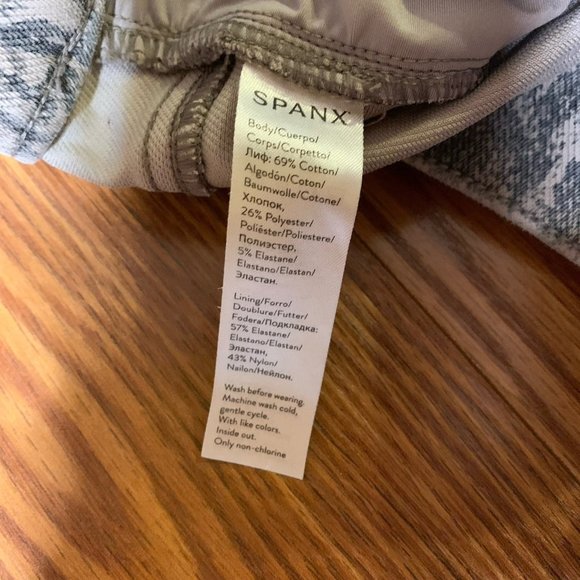 SPANX
Body/Cuerpo/
Corps/Corpetto/
Лиф: 69% Cotton/
Algodón/Coton/
Baumwolle/Cotone/
Хлопок,
26% Polyester/
Poliéster/Poliestere/
Полиэстер,
5% Elastane/
Elastano/Elastan/
Эластан.
Lining/Forro/
Doublure/Futter/
Fodera/Подкладка:
57% Elastane/
Elastono/Elastan/
Эластан,
43% Nylon/
Nailon/Нейлон.
Wash before wearing.
Machine wash cold,
gentle cycle.
With like colors.
Inside out.
Only non-chlorine